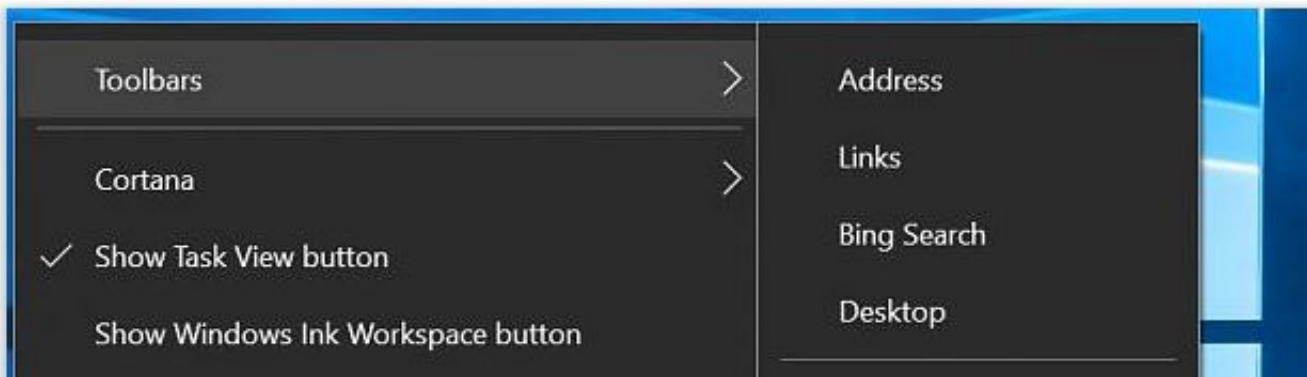 Toolbars
Cortana
Show Task View button
Show Windows Ink Workspace button
Address
Links
Bing Search
Desktop